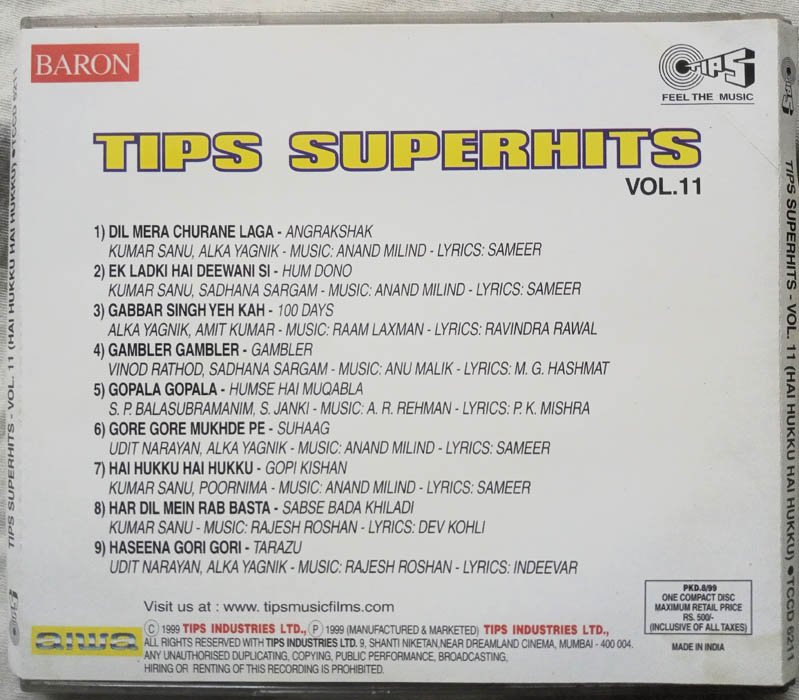 BARON
TiPS
FEEL THE MUSIC
TIPS SUPERHITS
VOL.11
1) DIL MERA CHURANE LAGA - ANGRAKSHAK
KUMAR SANU, ALKA YAGNIK - MUSIC: ANAND MILIND - LYRICS: SAMEER
2) EK LADKI HAI DEEWANI SI - HUM DONO
KUMAR SANU, SADHANA SARGAM - MUSIC: ANAND MILIND - LYRICS: SAMEER
3) GABBAR SINGH YEH KAH - 100 DAYS
ALKA YAGNIK, AMIT KUMAR - MUSIC: RAAM LAXMAN - LYRICS: RAVINDRA RAWAL
4) GAMBLER GAMBLER - GAMBLER
VINOD RATHOD, SADHANA SARGAM - MUSIC: ANU MALIK - LYRICS: M. G. HASHMAT
5) GOPALA GOPALA - HUMSE HAI MUQABLA
S. P. BALASUBRAMANIM, S. JANKI - MUSIC: A. R. REHMAN - LYRICS: P. K. MISHRA
6) GORE GORE MUKHDE PE - SUHAAG
UDIT NARAYAN, ALKA YAGNIK - MUSIC: ANAND MILIND - LYRICS: SAMEER
7) HAI HUKKU HAI HUKKU - GOPI KISHAN
KUMAR SANU, POORNIMA - MUSIC: ANAND MILIND - LYRICS: SAMEER
8) HAR DIL MEIN RAB BASTA - SABSE BADA KHILADI
KUMAR SANU - MUSIC: RAJESH ROSHAN - LYRICS: DEV KOHLI
9) HASEENA GORI GORI - TARAZU
UDIT NARAYAN, ALKA YAGNIK - MUSIC: RAJESH ROSHAN - LYRICS: INDEEVAR
Visit us at : www. tipsmusicfilms.com
PKD.8/99
ONE COMPACT DISC
MAXIMUM RETAIL PRICE
RS. 500/-
(INCLUSIVE OF ALL TAXES)
MADE IN INDIA
aiwa
© 1999 TIPS INDUSTRIES LTD., ℗ 1999 (MANUFACTURED & MARKETED) TIPS INDUSTRIES LTD.,
ALL RIGHTS RESERVED WITH TIPS INDUSTRIES LTD. 9, SHANTI NIKETAN, NEAR DREAMLAND CINEMA, MUMBAI - 400 004.
ANY UNAUTHORISED DUPLICATING, COPYING, PUBLIC PERFORMANCE, BROADCASTING,
HIRING OR RENTING OF THIS RECORDING IS PROHIBITED.
TiPS TIPS SUPERHITS - VOL. 11 (HAI HUKKU HAI HUKKU) ●TCCD 5211
TiPS TIPS SUPERHITS - VOL. 11 (HAI HUKKU HAI HUKKU) ●TCCD 5211